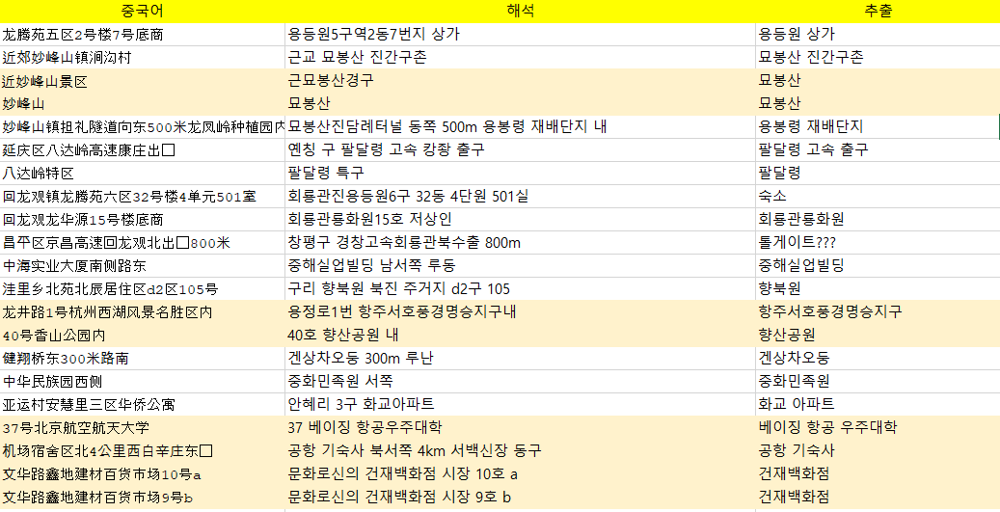 중국어 해석 추출
龙腾苑五区2号楼7号底商 용등원5구역2동7번지 상가 용등원 상가
近郊妙峰山镇涧沟村 근교 묘봉산 진간구촌 묘봉산 진간구촌
近妙峰山景区 근묘봉산경구 묘봉산
妙峰山 묘봉산 묘봉산
妙峰山镇担礼隧道向东500米龙凤岭种植园内 묘봉산진담례터널 동쪽 500m 용봉령 재배단지 내 용봉령 재배단지
延庆区八达岭高速康庄出口 옌칭 구 팔달령 고속 캉좡 출구 팔달령 고속 출구
八达岭特区 팔달령 특구 팔달령
回龙观镇龙腾苑六区32号楼4单元501室 회룡관진용등원6구 32동 4단원 501실 숙소
回龙观龙华源15号楼底商 회룡관룡화원15호 저상인 회룡관룡화원
昌平区京昌高速回龙观北出口800米 창평구 경창고속회룡관북수출 800m 톨게이트???
中海实业大厦南侧路东 중해실업빌딩 남서쪽 루동 중해실업빌딩
洼里乡北苑北辰居住区d2区105号 구리 향북원 북진 주거지 d2구 105 향북원
龙井路1号杭州西湖风景名胜区内 용정로1번 항주서호풍경명승지구내 항주서호풍경명승지구
40号香山公园内 40호 향산공원 내 향산공원
健翔桥东300米路南 겐상차오둥 300m 루난 겐상차오둥
中华民族园西侧 중화민족원 서쪽 중화민족원
亚运村安慧里三区华侨公寓 안혜리 3구 화교아파트 화교 아파트
37号北京航空航天大学 37 베이징 항공우주대학 베이징 항공 우주대학
机场宿舍区北4公里西白辛庄东口 공항 기숙사 북서쪽 4km 서백신장 동구 공항 기숙사
文华路鑫地建材百货市场10号a 문화로신의 건재백화점 시장 10호 a 건재백화점
文华路鑫地建材百货市场9号b 문화로신의 건재백화점 시장 9호 b 건재백화점